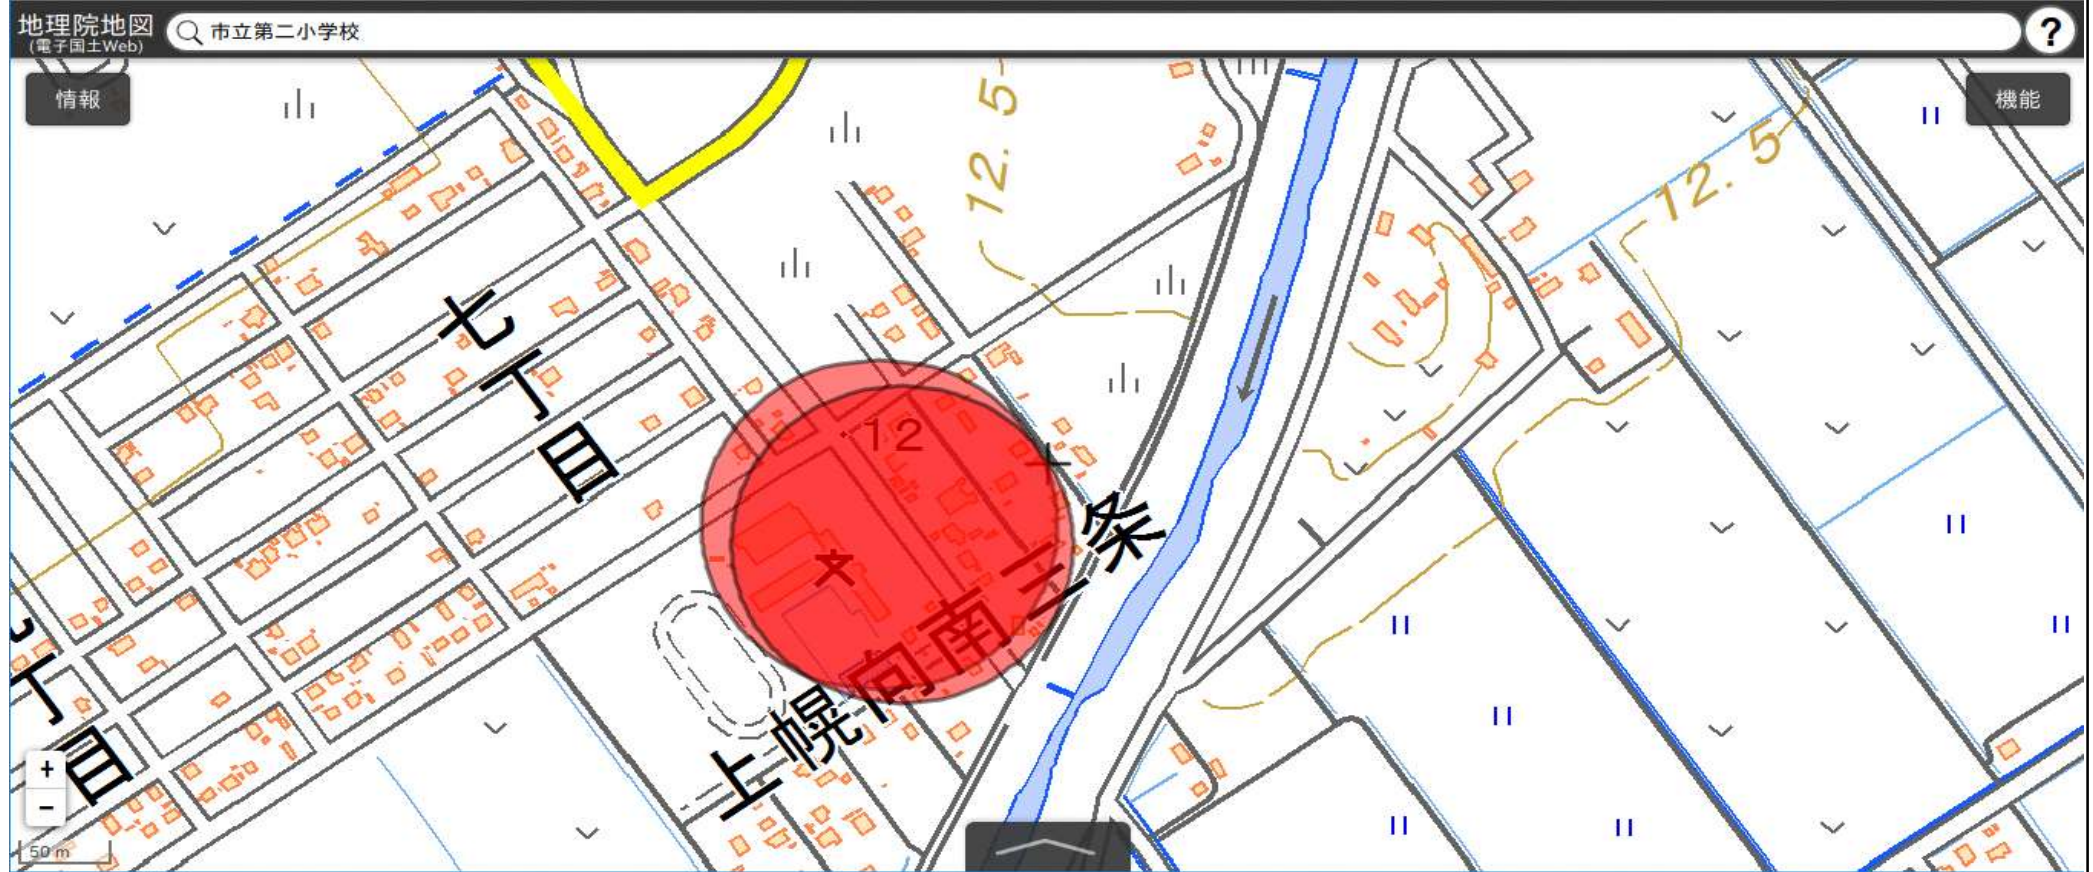 地理院地図
(電子国土Web)
市立第二小学校
?
情報
機能
12.5
12.5
七丁目
12
上幌向南三条
丁目
+
−
50 m